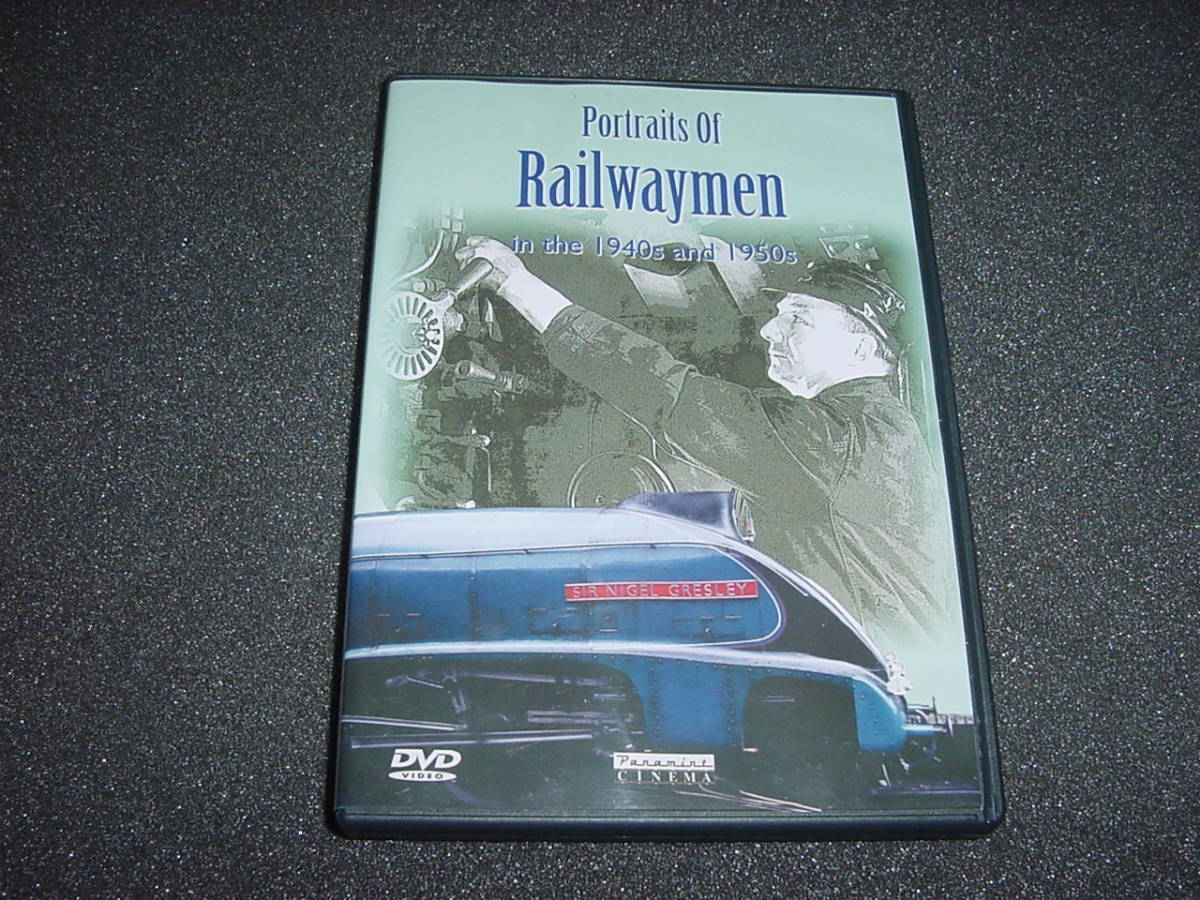 Portraits Of
Railwaymen
in the 1940s and 1950s
SIR NIGEL GRESLEY
DVD
VIDEO
Panamint
CINEMA